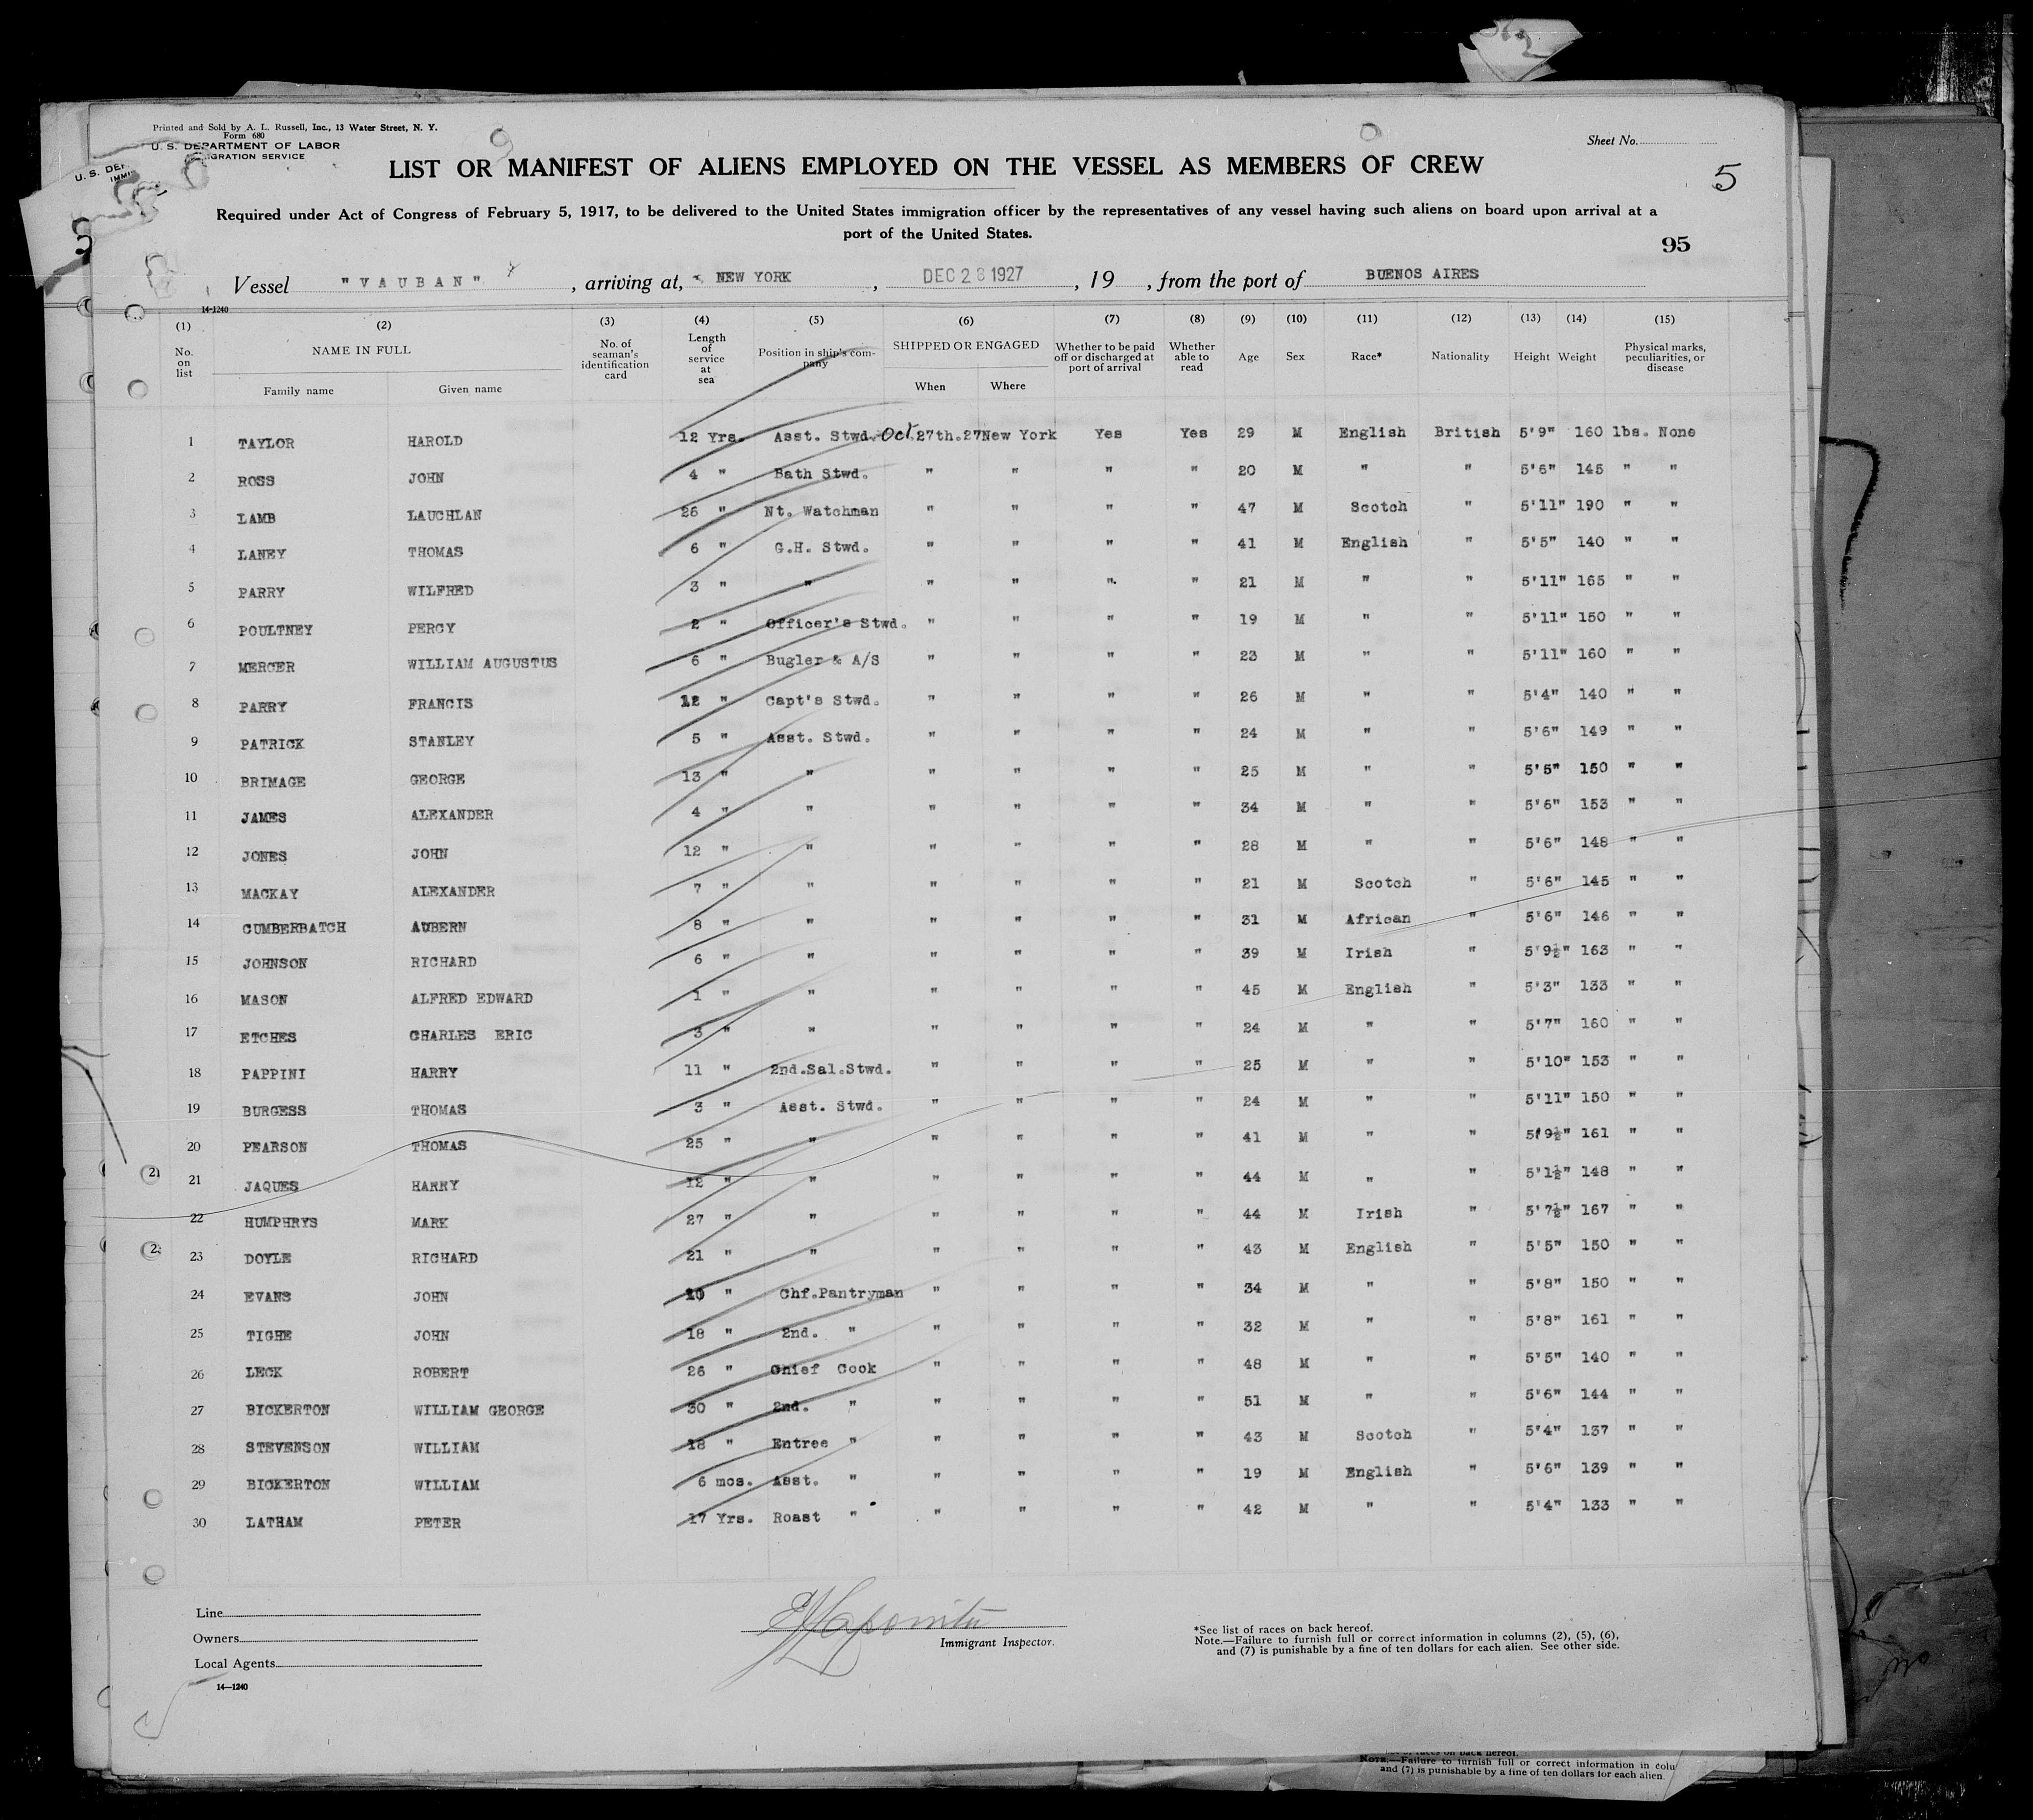 Printed and Sold by A. L. Russell, Inc., 13 Water Street, N. Y.
Form 680
U. S. DEPARTMENT OF LABOR
IGRATION SERVICE
Sheet No.
LIST OR MANIFEST OF ALIENS EMPLOYED ON THE VESSEL AS MEMBERS OF CREW
5
Required under Act of Congress of February 5, 1917, to be delivered to the United States immigration officer by the representatives of any vessel having such aliens on board upon arrival at a
port of the United States.
95
Vessel "VAUBAN", arriving at, NEW YORK, DEC 28 1927, 19 , from the port of BUENOS AIRES
14-1240
(1) (2) (3) (4) (5) (6) (7) (8) (9) (10) (11) (12) (13) (14) (15)
No. on list NAME IN FULL Family name Given name No. of seaman's identification card Length of service at sea Position in ship's company SHIPPED OR ENGAGED When Where Whether to be paid off or discharged at port of arrival Whether able to read Age Sex Race* Nationality Height Weight Physical marks, peculiarities, or disease
1 TAYLOR HAROLD 12 Yrs. Asst. Stwd. Oct. 27th. 27 New York Yes Yes 29 M English British 5'9" 160 lbs. None
2 ROSS JOHN 4 " Bath Stwd. " " " " 20 M " " 5'6" 145 " "
3 LAMB LAUCHLAN 26 " Nt. Watchman " " " " 47 M Scotch " 5'11" 190 " "
4 LANEY THOMAS 6 " G.H. Stwd. " " " " 41 M English " 5'5" 140 " "
5 PARRY WILFRED 3 " " " " " " 21 M " " 5'11" 165 " "
6 POULTNEY PERCY 2 " Officer's Stwd. " " " " 19 M " " 5'11" 150 " "
7 MERCER WILLIAM AUGUSTUS 6 " Bugler & A/S " " " " 23 M " " 5'11" 160 " "
8 PARRY FRANCIS 12 " Capt's Stwd. " " " " 26 M " " 5'4" 140 " "
9 PATRICK STANLEY 5 " Asst. Stwd. " " " " 24 M " " 5'6" 149 " "
10 BRIMAGE GEORGE 13 " " " " " " 25 M " " 5'5" 150 " "
11 JAMES ALEXANDER 4 " " " " " " 34 M " " 5'6" 153 " "
12 JONES JOHN 12 " " " " " " 28 M " " 5'6" 148 " "
13 MACKAY ALEXANDER 7 " " " " " " 21 M Scotch " 5'6" 145 " "
14 CUMBERBATCH AUBERN 8 " " " " " " 31 M African " 5'6" 146 " "
15 JOHNSON RICHARD 6 " " " " " " 39 M Irish " 5'9½" 163 " "
16 MASON ALFRED EDWARD 1 " " " " " " 45 M English " 5'3" 133 " "
17 ETCHES CHARLES ERIC 3 " " " " " " 24 M " " 5'7" 160 " "
18 PAPPINI HARRY 11 " 2nd.Sal.Stwd. " " " " 25 M " " 5'10" 153 " "
19 BURGESS THOMAS 3 " Asst. Stwd. " " " " 24 M " " 5'11" 150 " "
20 PEARSON THOMAS 25 " " " " " " 41 M " " 5'9½" 161 " "
21 JAQUES HARRY 12 " " " " " " 44 M " " 5'1½" 148 " "
22 HUMPHRYS MARK 27 " " " " " " 44 M Irish " 5'7½" 167 " "
23 DOYLE RICHARD 21 " " " " " " 43 M English " 5'5" 150 " "
24 EVANS JOHN 10 " Chf.Pantryman " " " " 34 M " " 5'8" 150 " "
25 TIGHE JOHN 18 " 2nd. " " " " " 32 M " " 5'8" 161 " "
26 LECK ROBERT 26 " Chief Cook " " " " 48 M " " 5'5" 140 " "
27 BICKERTON WILLIAM GEORGE 30 " 2nd. " " " " " 51 M " " 5'6" 144 " "
28 STEVENSON WILLIAM 18 " Entree " " " " " 43 M Scotch " 5'4" 137 " "
29 BICKERTON WILLIAM 6 mos. Asst. " " " " " 19 M English " 5'6" 139 " "
30 LATHAM PETER 17 Yrs. Roast " " " " " 42 M " " 5'4" 133 " "
Line
Owners
Local Agents
14—1240
Immigrant Inspector.
*See list of races on back hereof.
Note.—Failure to furnish full or correct information in columns (2), (5), (6),
and (7) is punishable by a fine of ten dollars for each alien. See other side.
Note.—Failure to furnish full or correct information in colu
and (7) is punishable by a fine of ten dollars for each alien.